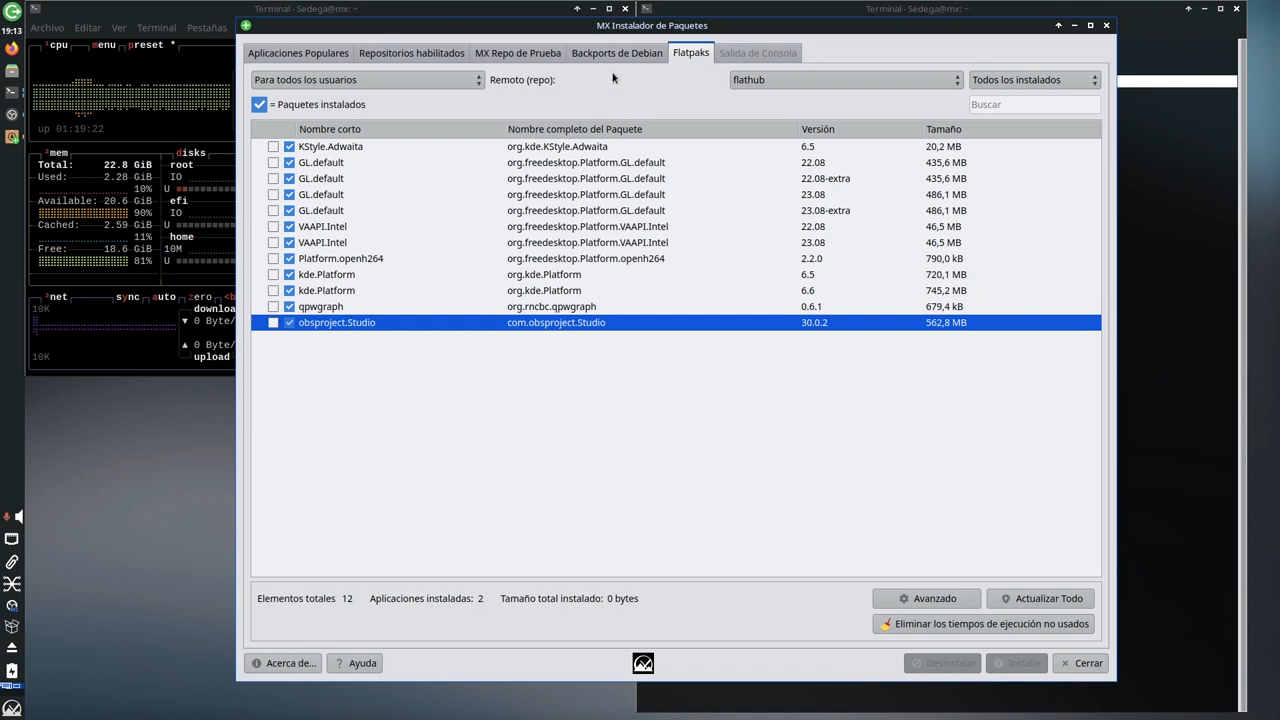 19:13
Terminal - Sedega@mx: ~
Terminal - Sedega@mx: ~
Archivo Editar Ver Terminal Pestañas
¹cpu menu preset *
up 01:19:22
²mem disks
Total: 22.8 GiB root
Used: 2.28 GiB IO
10% U
Available: 20.6 GiB efi
90% IO
Cached: 2.59 GiB U
11% home
Free: 18.6 GiB 10M
81% U
³net sync auto zero <b
10K download
▼ 0 Byte/
▲ 0 Byte/
10K upload
MX Instalador de Paquetes
Aplicaciones Populares Repositorios habilitados MX Repo de Prueba Backports de Debian Flatpaks Salida de Consola
Para todos los usuarios Remoto (repo): flathub Todos los instalados
= Paquetes instalados Buscar
Nombre corto Nombre completo del Paquete Versión Tamaño
KStyle.Adwaita org.kde.KStyle.Adwaita 6.5 20,2 MB
GL.default org.freedesktop.Platform.GL.default 22.08 435,6 MB
GL.default org.freedesktop.Platform.GL.default 22.08-extra 435,6 MB
GL.default org.freedesktop.Platform.GL.default 23.08 486,1 MB
GL.default org.freedesktop.Platform.GL.default 23.08-extra 486,1 MB
VAAPI.Intel org.freedesktop.Platform.VAAPI.Intel 22.08 46,5 MB
VAAPI.Intel org.freedesktop.Platform.VAAPI.Intel 23.08 46,5 MB
Platform.openh264 org.freedesktop.Platform.openh264 2.2.0 790,0 kB
kde.Platform org.kde.Platform 6.5 720,1 MB
kde.Platform org.kde.Platform 6.6 745,2 MB
qpwgraph org.rncbc.qpwgraph 0.6.1 679,4 kB
obsproject.Studio com.obsproject.Studio 30.0.2 562,8 MB
Elementos totales 12 Aplicaciones instaladas: 2 Tamaño total instalado: 0 bytes Avanzado Actualizar Todo
Eliminar los tiempos de ejecución no usados
Acerca de... Ayuda Desinstalar Instalar Cerrar